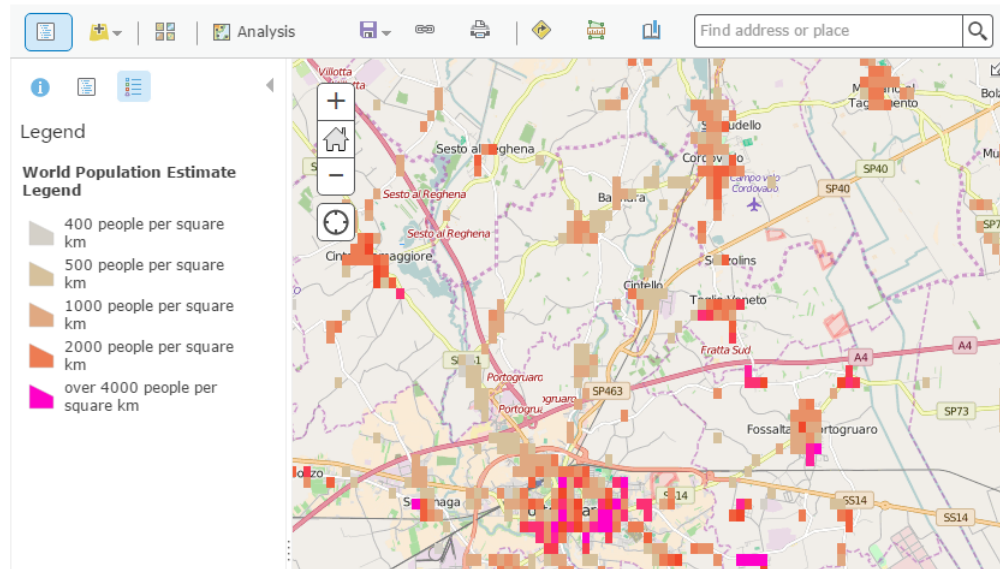 Analysis
Find address or place
Legend
World Population Estimate
Legend
400 people per square
km
500 people per square
km
1000 people per square
km
2000 people per square
km
over 4000 people per
square km
Villotta
Sesto al Reghena
Sesto al Reghena
Sesto al Reghena
Cordovado
Campo volo
Cordovado
SP40
SP40
Cintello
Teglio Veneto
Fratta Sud
A4
A4
Portogruaro
Portogruaro
SP463
SP73
Fossalta di Portogruaro
SS14
SS14
SS14